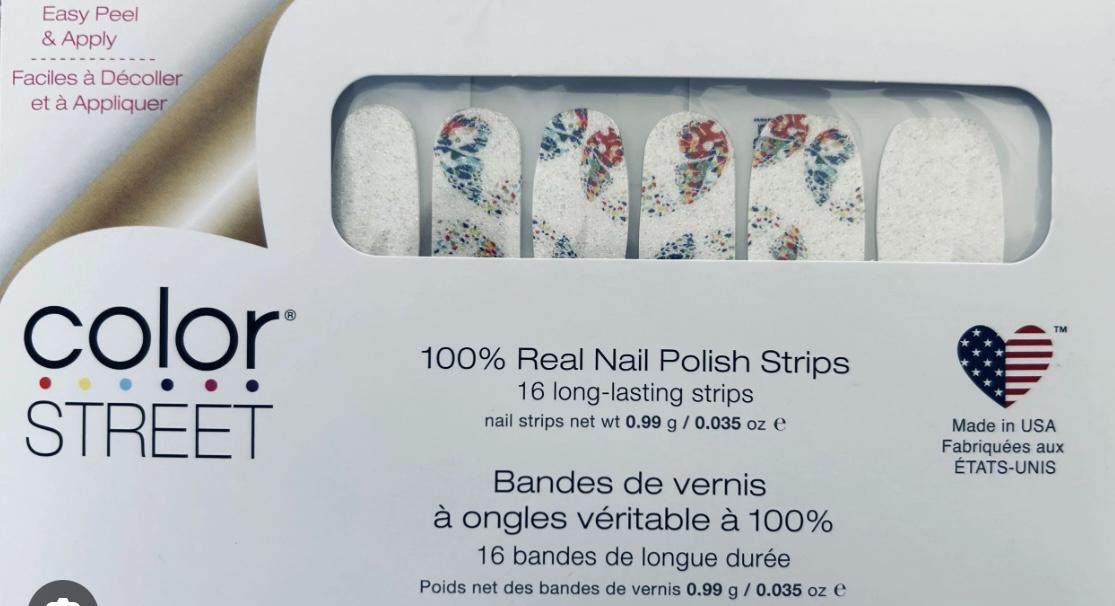 Easy Peel
& Apply
Faciles à Décoller
et à Appliquer
color®
STREET
100% Real Nail Polish Strips
16 long-lasting strips
nail strips net wt 0.99 g / 0.035 oz ℮
Bandes de vernis
à ongles véritable à 100%
16 bandes de longue durée
Poids net des bandes de vernis 0.99 g / 0.035 oz ℮
™
Made in USA
Fabriquées aux
ÉTATS-UNIS